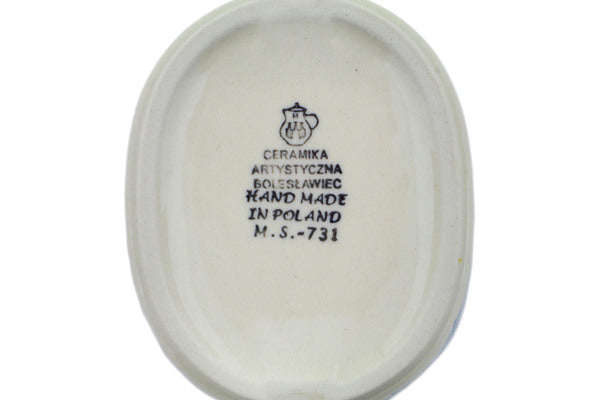 R
CERAMIKA
ARTYSTYCZNA
BOLESŁAWIEC
HAND MADE
IN POLAND
M.S.-731